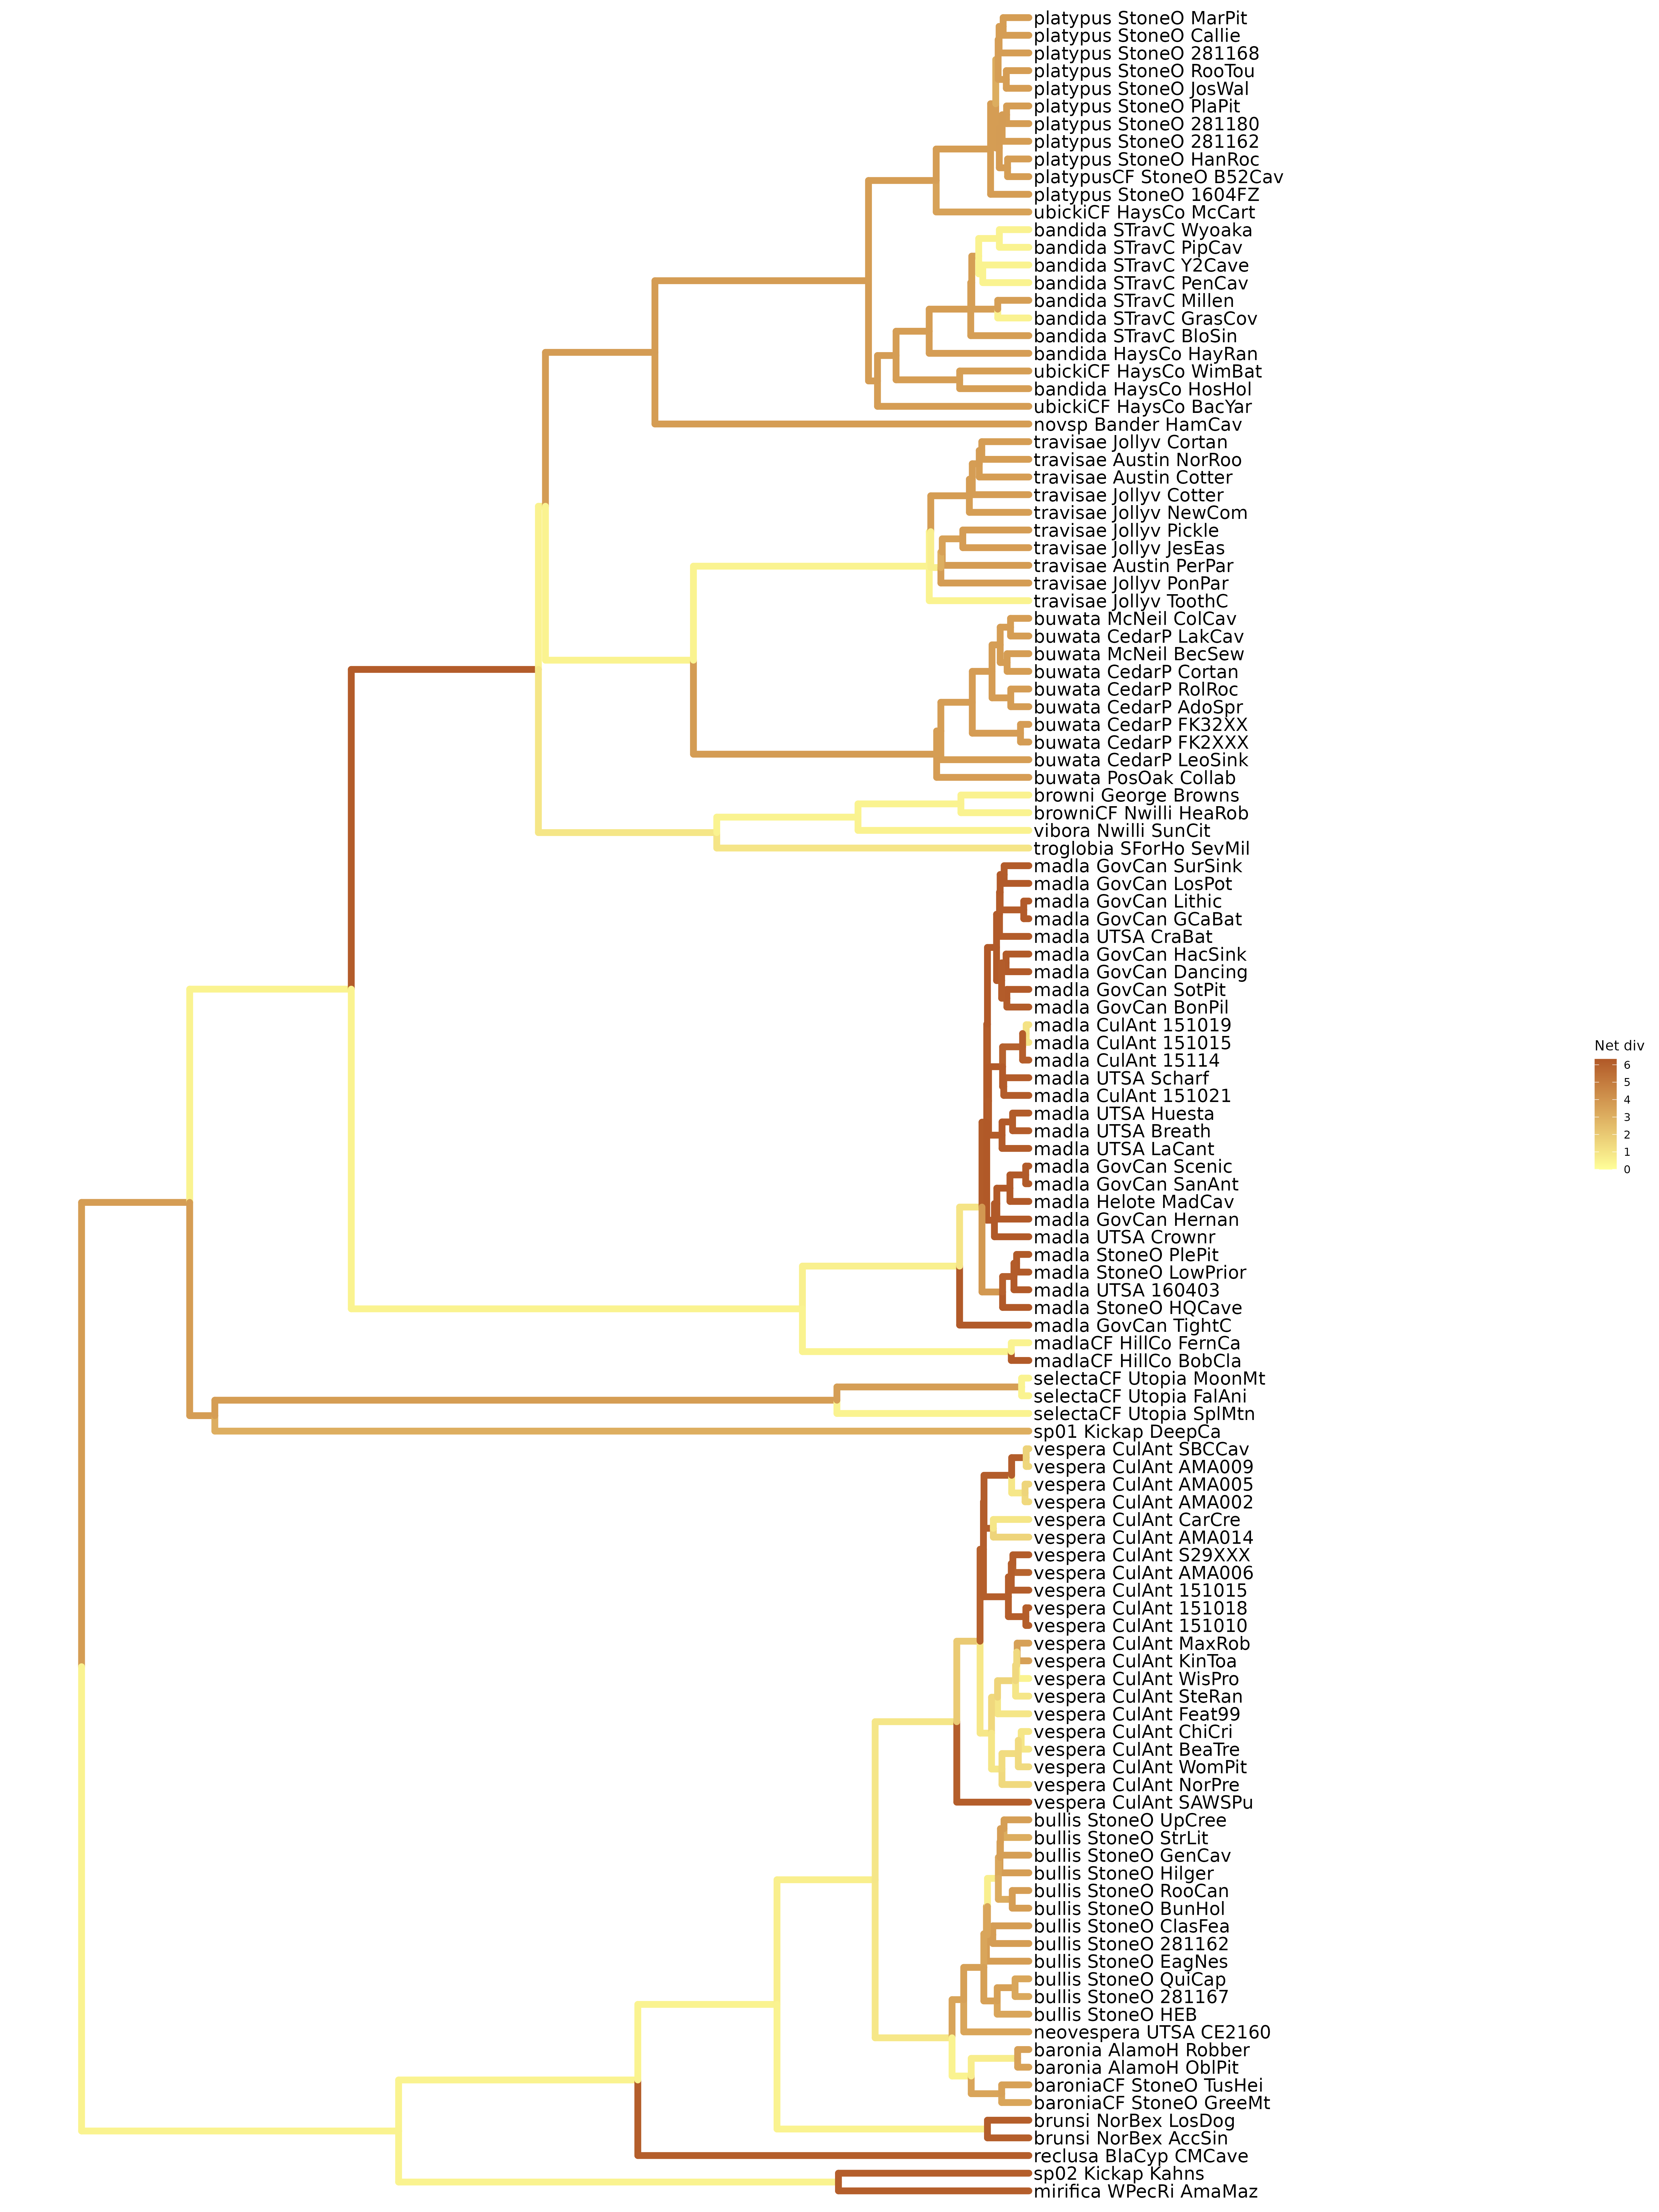 platypus StoneO MarPit
platypus StoneO Callie
platypus StoneO 281168
platypus StoneO RooTou
platypus StoneO JosWal
platypus StoneO PlaPit
platypus StoneO 281180
platypus StoneO 281162
platypus StoneO HanRoc
platypusCF StoneO B52Cav
platypus StoneO 1604FZ
ubickiCF HaysCo McCart
bandida STravC Wyoaka
bandida STravC PipCav
bandida STravC Y2Cave
bandida STravC PenCav
bandida STravC Millen
bandida STravC GrasCov
bandida STravC BloSin
bandida HaysCo HayRan
ubickiCF HaysCo WimBat
bandida HaysCo HosHol
ubickiCF HaysCo BacYar
novsp Bander HamCav
travisae Jollyv Cortan
travisae Austin NorRoo
travisae Austin Cotter
travisae Jollyv Cotter
travisae Jollyv NewCom
travisae Jollyv Pickle
travisae Jollyv JesEas
travisae Austin PerPar
travisae Jollyv PonPar
travisae Jollyv ToothC
buwata McNeil ColCav
buwata CedarP LakCav
buwata McNeil BecSew
buwata CedarP Cortan
buwata CedarP RolRoc
buwata CedarP AdoSpr
buwata CedarP FK32XX
buwata CedarP FK2XXX
buwata CedarP LeoSink
buwata PosOak Collab
browni George Browns
browniCF Nwilli HeaRob
vibora Nwilli SunCit
troglobia SForHo SevMil
madla GovCan SurSink
madla GovCan LosPot
madla GovCan Lithic
madla GovCan GCaBat
madla UTSA CraBat
madla GovCan HacSink
madla GovCan Dancing
madla GovCan SotPit
madla GovCan BonPil
madla CulAnt 151019
madla CulAnt 151015
madla CulAnt 15114
madla UTSA Scharf
madla CulAnt 151021
madla UTSA Huesta
madla UTSA Breath
madla UTSA LaCant
madla GovCan Scenic
madla GovCan SanAnt
madla Helote MadCav
madla GovCan Hernan
madla UTSA Crownr
madla StoneO PlePit
madla StoneO LowPrior
madla UTSA 160403
madla StoneO HQCave
madla GovCan TightC
madlaCF HillCo FernCa
madlaCF HillCo BobCla
selectaCF Utopia MoonMt
selectaCF Utopia FalAni
selectaCF Utopia SplMtn
sp01 Kickap DeepCa
vespera CulAnt SBCCav
vespera CulAnt AMA009
vespera CulAnt AMA005
vespera CulAnt AMA002
vespera CulAnt CarCre
vespera CulAnt AMA014
vespera CulAnt S29XXX
vespera CulAnt AMA006
vespera CulAnt 151015
vespera CulAnt 151018
vespera CulAnt 151010
vespera CulAnt MaxRob
vespera CulAnt KinToa
vespera CulAnt WisPro
vespera CulAnt SteRan
vespera CulAnt Feat99
vespera CulAnt ChiCri
vespera CulAnt BeaTre
vespera CulAnt WomPit
vespera CulAnt NorPre
vespera CulAnt SAWSPu
bullis StoneO UpCree
bullis StoneO StrLit
bullis StoneO GenCav
bullis StoneO Hilger
bullis StoneO RooCan
bullis StoneO BunHol
bullis StoneO ClasFea
bullis StoneO 281162
bullis StoneO EagNes
bullis StoneO QuiCap
bullis StoneO 281167
bullis StoneO HEB
neovespera UTSA CE2160
baronia AlamoH Robber
baronia AlamoH OblPit
baroniaCF StoneO TusHei
baroniaCF StoneO GreeMt
brunsi NorBex LosDog
brunsi NorBex AccSin
reclusa BlaCyp CMCave
sp02 Kickap Kahns
mirifica WPecRi AmaMaz
Net div
6
5
4
3
2
1
0